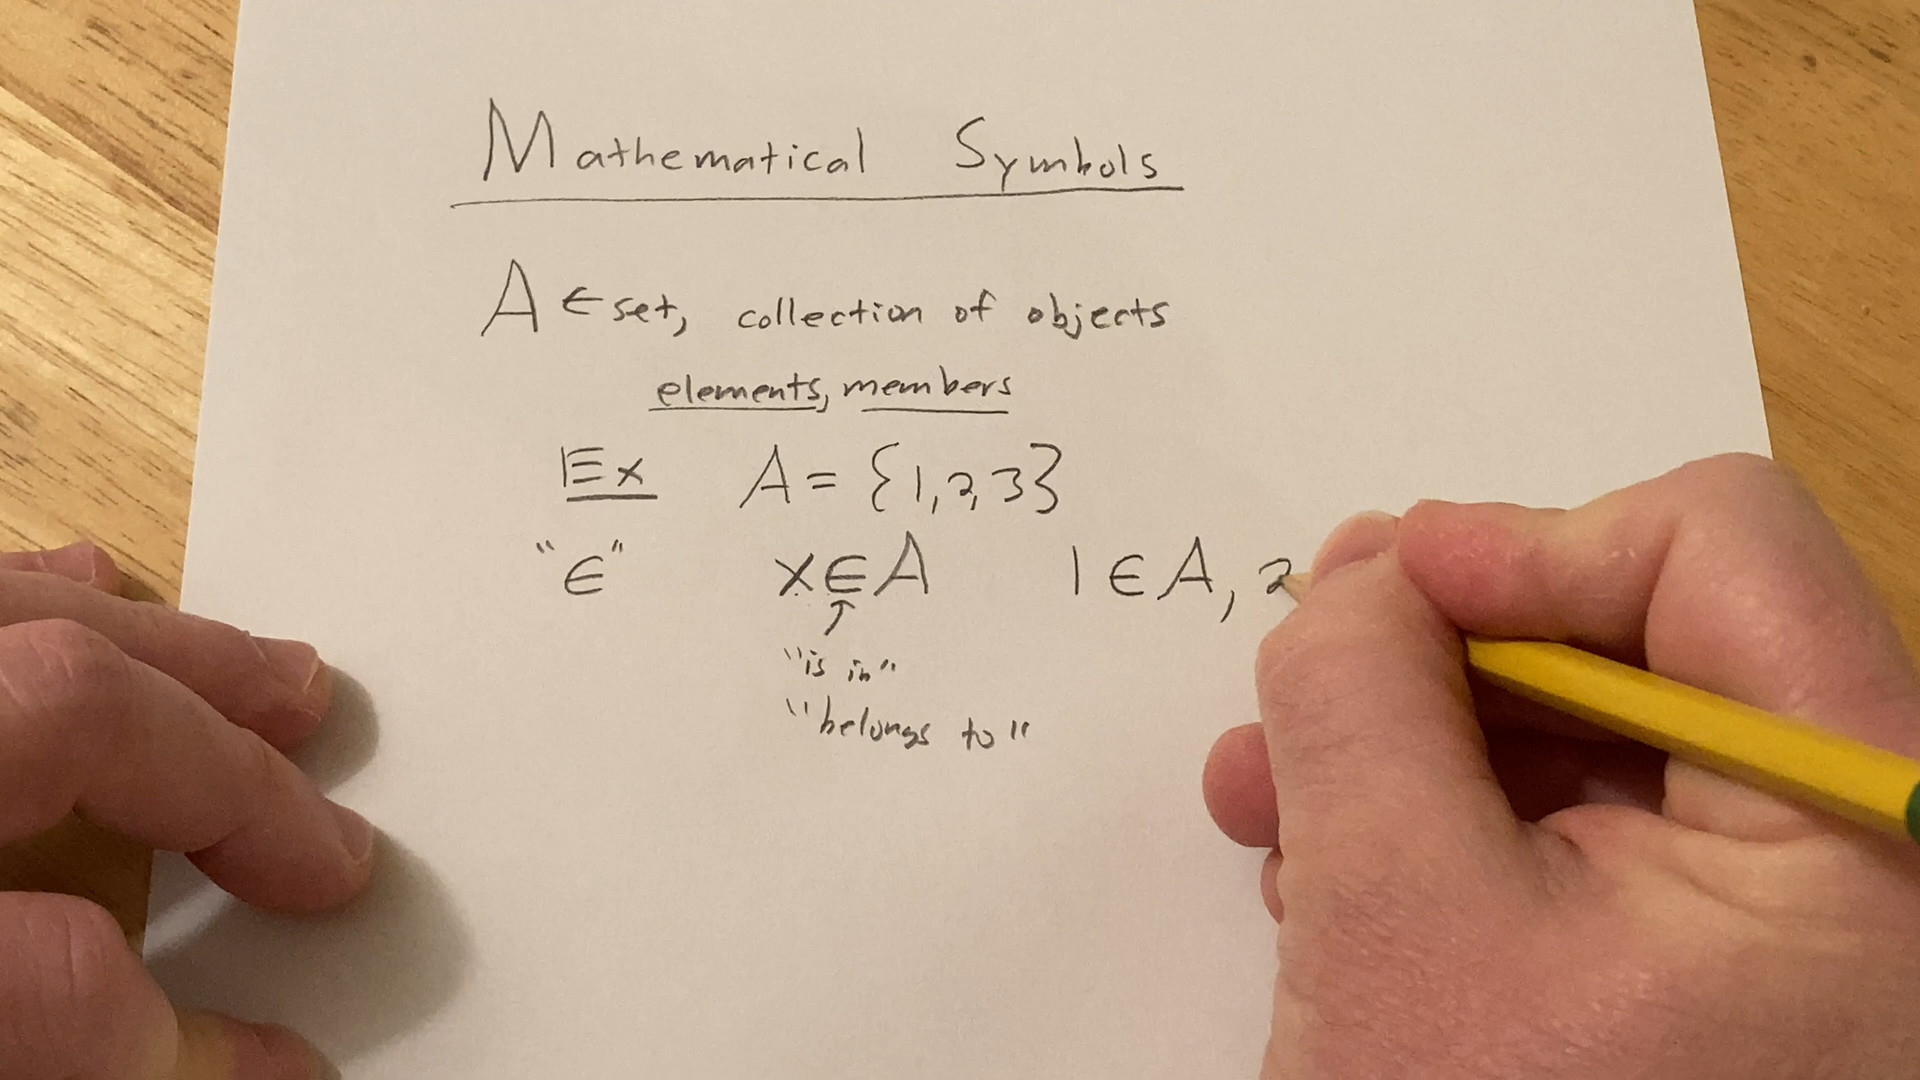 Mathematical Symbols
A ← set, collection of objects
elements, members
Ex A = {1,2,3}
"∈" x∈A 1∈A, 2
↑
"is in"
"belongs to"